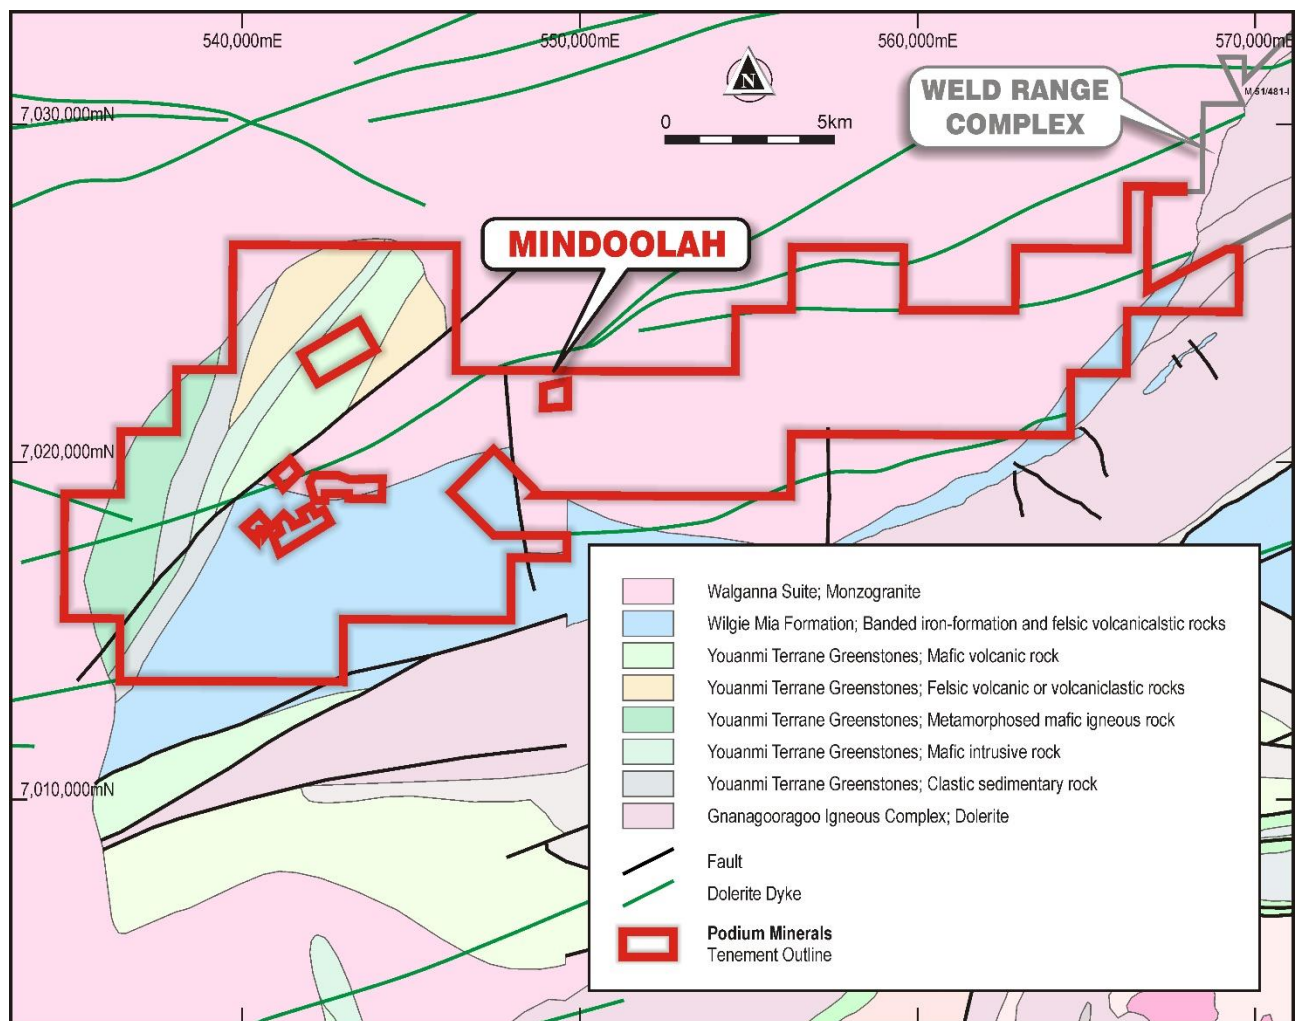 540,000mE
550,000mE
560,000mE
570,000mE
N
0
5km
WELD RANGE
COMPLEX
M 51/481-I
7,030,000mN
MINDOOLAH
7,020,000mN
7,010,000mN
Walganna Suite; Monzogranite
Wilgie Mia Formation; Banded iron-formation and felsic volcanicalstic rocks
Youanmi Terrane Greenstones; Mafic volcanic rock
Youanmi Terrane Greenstones; Felsic volcanic or volcaniclastic rocks
Youanmi Terrane Greenstones; Metamorphosed mafic igneous rock
Youanmi Terrane Greenstones; Mafic intrusive rock
Youanmi Terrane Greenstones; Clastic sedimentary rock
Gnanagooragoo Igneous Complex; Dolerite
Fault
Dolerite Dyke
Podium Minerals
Tenement Outline